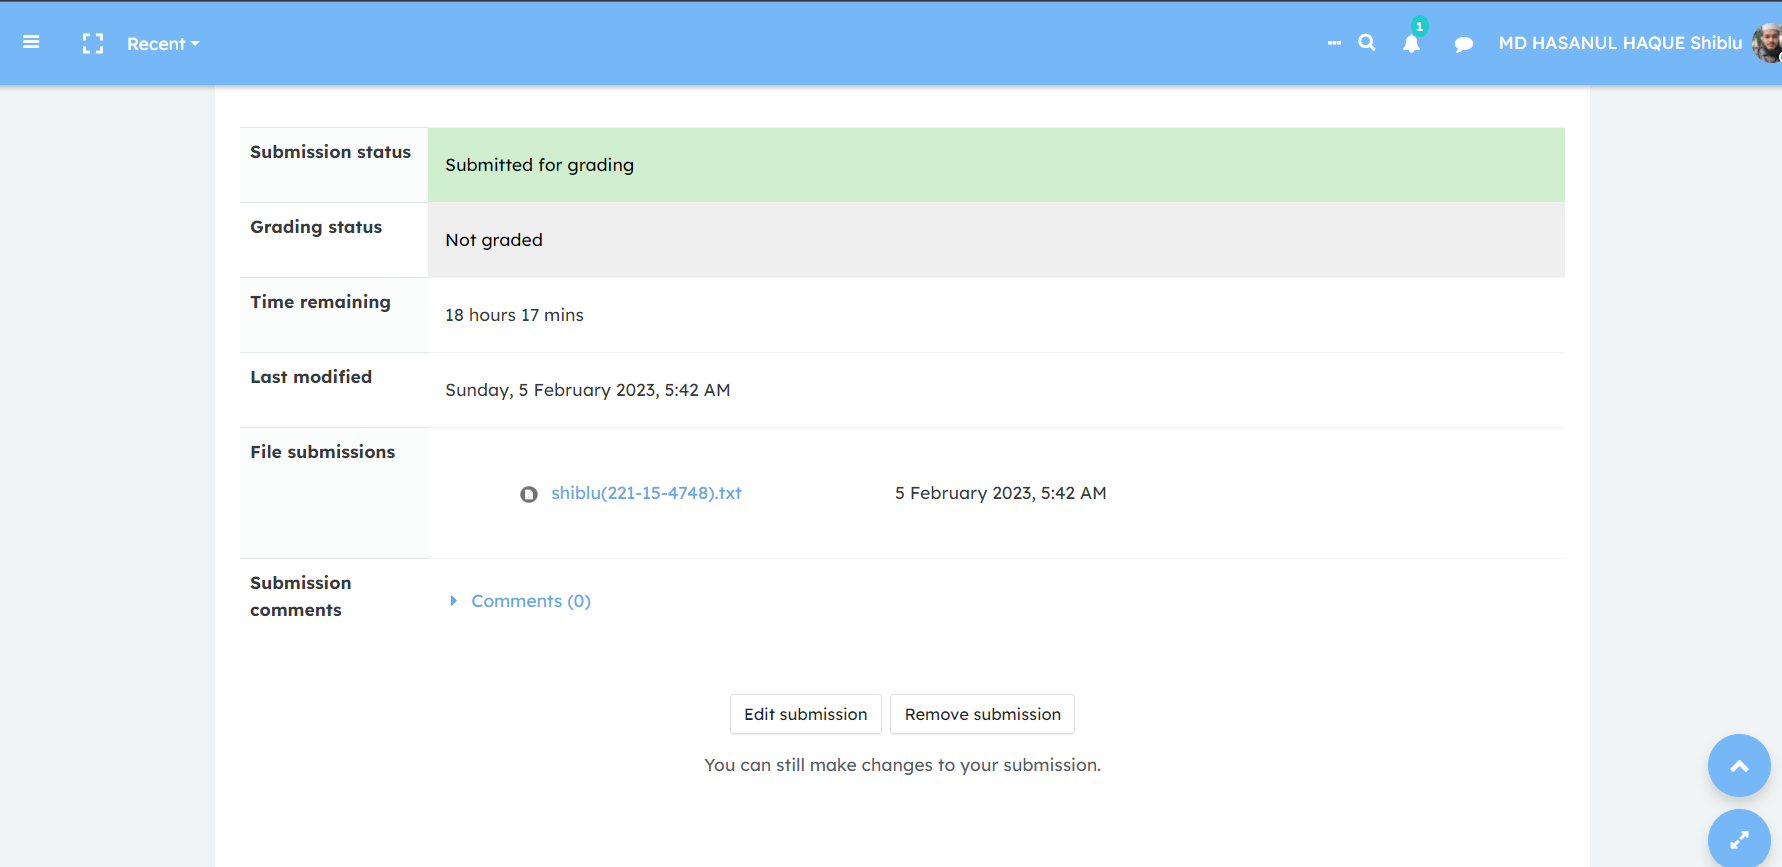 Recent
1
MD HASANUL HAQUE Shiblu
Submission status
Submitted for grading
Grading status
Not graded
Time remaining
18 hours 17 mins
Last modified
Sunday, 5 February 2023, 5:42 AM
File submissions
shiblu(221-15-4748).txt 5 February 2023, 5:42 AM
Submission
comments
Comments (0)
Edit submission Remove submission
You can still make changes to your submission.